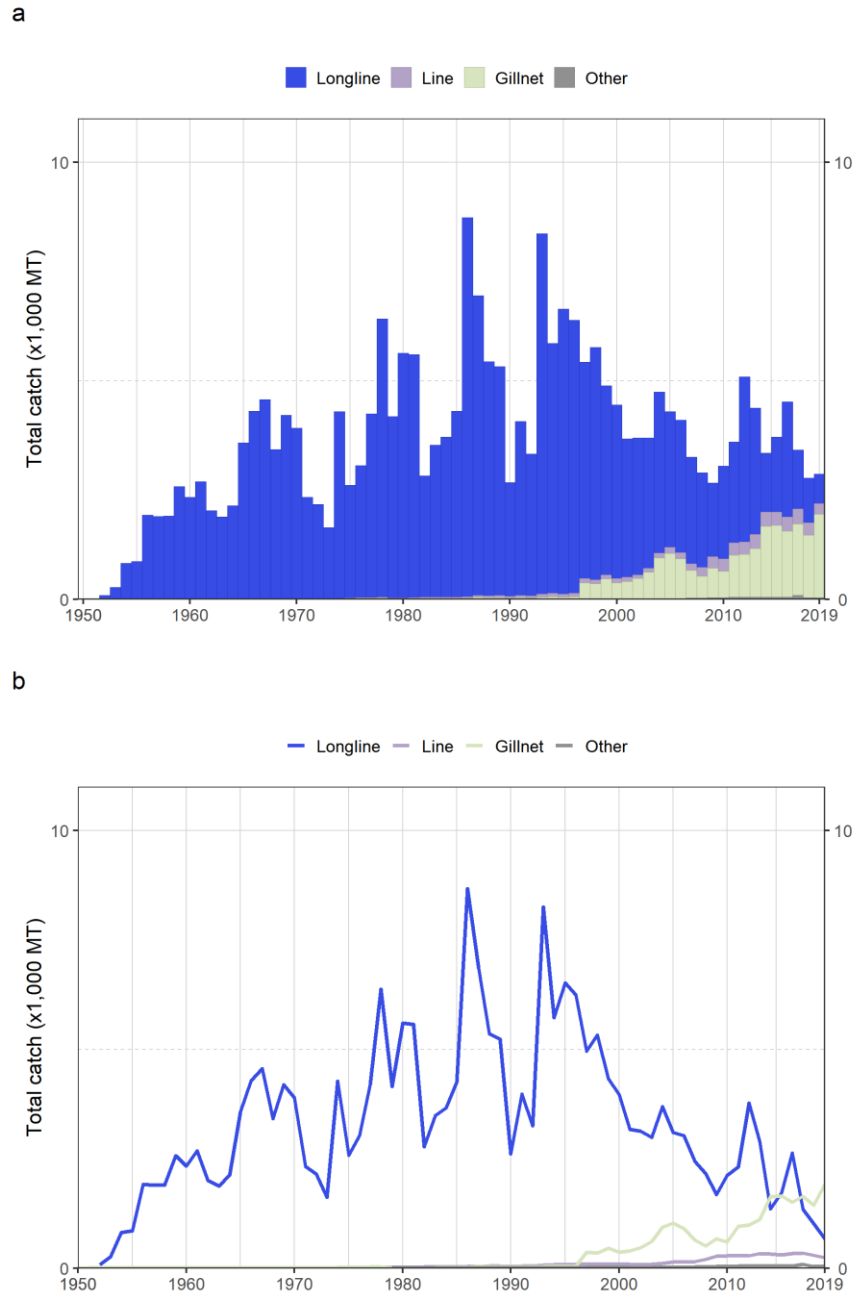 a
Longline Line Gillnet Other
Total catch (x1,000 MT)
10 10
0 0
1950 1960 1970 1980 1990 2000 2010 2019
b
Longline Line Gillnet Other
Total catch (x1,000 MT)
10 10
0 0
1950 1960 1970 1980 1990 2000 2010 2019